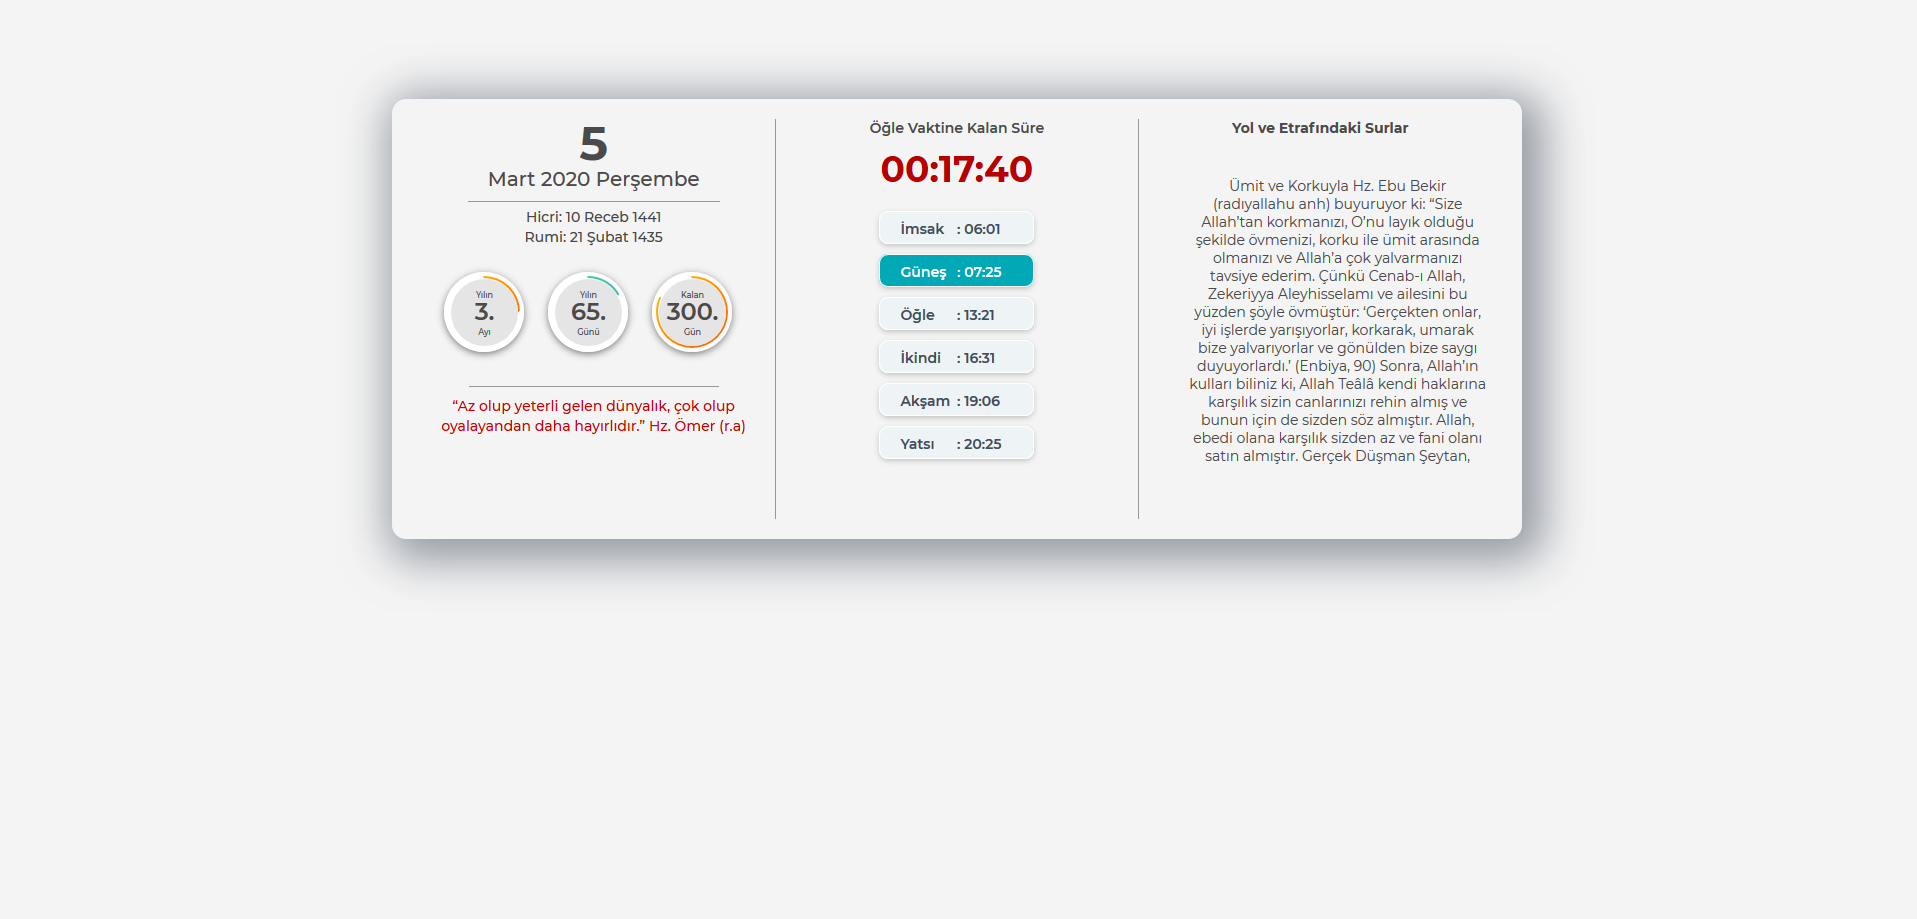 5
Mart 2020 Perşembe
Hicri: 10 Receb 1441
Rumi: 21 Şubat 1435
Yılın
3.
Ayı
Yılın
65.
Günü
Kalan
300.
Gün
“Az olup yeterli gelen dünyalık, çok olup
oyalayandan daha hayırlıdır.” Hz. Ömer (r.a)
Öğle Vaktine Kalan Süre
00:17:40
İmsak : 06:01
Güneş : 07:25
Öğle : 13:21
İkindi : 16:31
Akşam : 19:06
Yatsı : 20:25
Yol ve Etrafındaki Surlar
Ümit ve Korkuyla Hz. Ebu Bekir
(radıyallahu anh) buyuruyor ki: “Size
Allah’tan korkmanızı, O’nu layık olduğu
şekilde övmenizi, korku ile ümit arasında
olmanızı ve Allah’a çok yalvarmanızı
tavsiye ederim. Çünkü Cenab-ı Allah,
Zekeriyya Aleyhisselamı ve ailesini bu
yüzden şöyle övmüştür: ‘Gerçekten onlar,
iyi işlerde yarışıyorlar, korkarak, umarak
bize yalvarıyorlar ve gönülden bize saygı
duyuyorlardı.’ (Enbiya, 90) Sonra, Allah’ın
kulları biliniz ki, Allah Teâlâ kendi haklarına
karşılık sizin canlarınızı rehin almış ve
bunun için de sizden söz almıştır. Allah,
ebedi olana karşılık sizden az ve fani olanı
satın almıştır. Gerçek Düşman Şeytan,